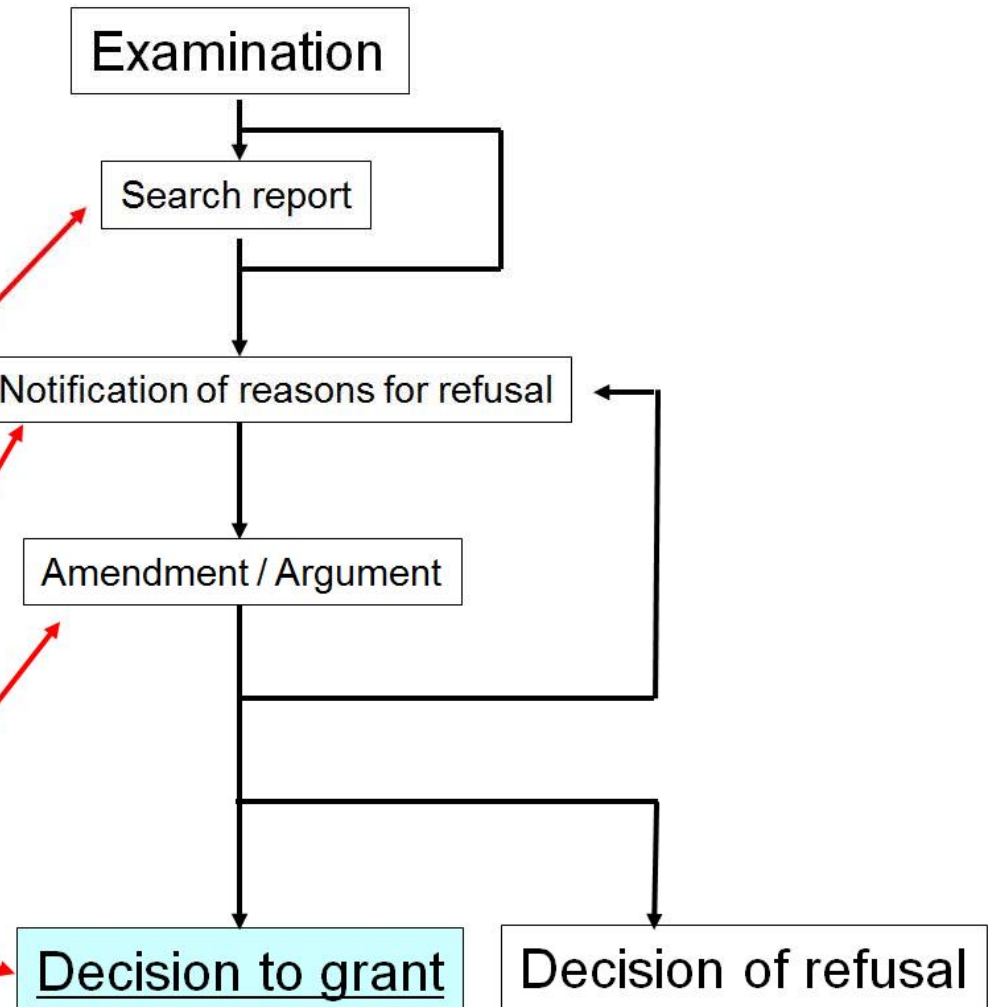 Examination
Search report
Notification of reasons for refusal
Amendment / Argument
Decision to grant
Decision of refusal